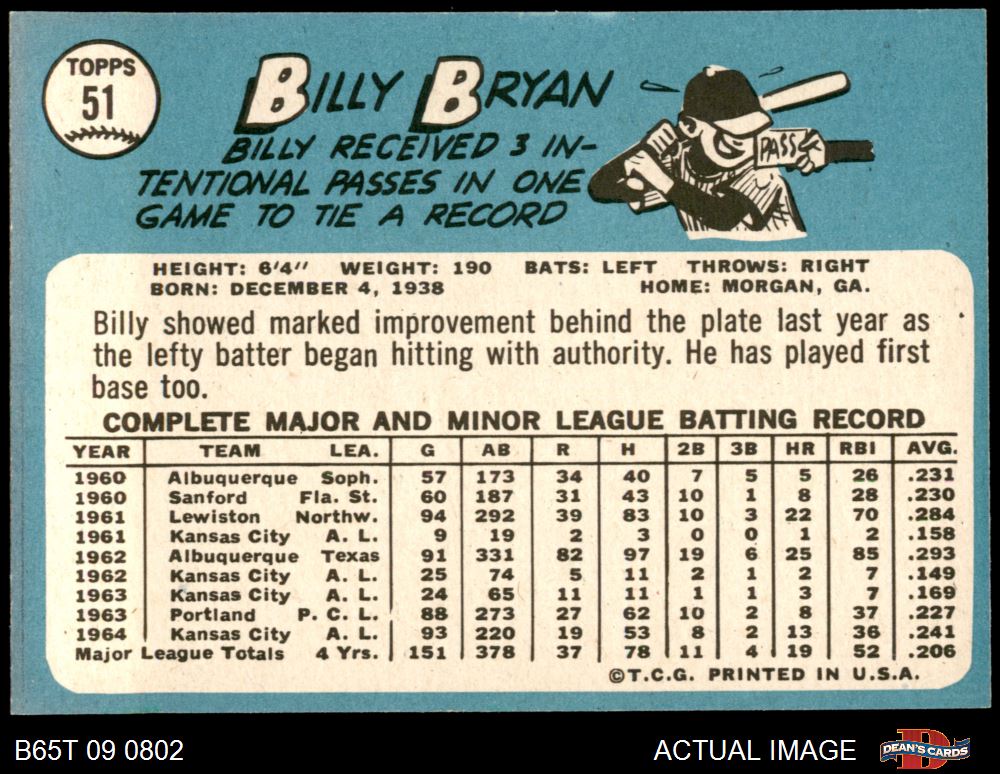 TOPPS
51
BILLY BRYAN
BILLY RECEIVED 3 IN-
TENTIONAL PASSES IN ONE
GAME TO TIE A RECORD
PASS
HEIGHT: 6'4" WEIGHT: 190 BATS: LEFT THROWS: RIGHT
BORN: DECEMBER 4, 1938 HOME: MORGAN, GA.
Billy showed marked improvement behind the plate last year as
the lefty batter began hitting with authority. He has played first
base too.
COMPLETE MAJOR AND MINOR LEAGUE BATTING RECORD
YEAR TEAM LEA. G AB R H 2B 3B HR RBI AVG.
1960 Albuquerque Soph. 57 173 34 40 7 5 5 26 .231
1960 Sanford Fla. St. 60 187 31 43 10 1 8 28 .230
1961 Lewiston Northw. 94 292 39 83 10 3 22 70 .284
1961 Kansas City A. L. 9 19 2 3 0 0 1 2 .158
1962 Albuquerque Texas 91 331 82 97 19 6 25 85 .293
1962 Kansas City A. L. 25 74 5 11 2 1 2 7 .149
1963 Kansas City A. L. 24 65 11 11 1 1 3 7 .169
1963 Portland P. C. L. 88 273 27 62 10 2 8 37 .227
1964 Kansas City A. L. 93 220 19 53 8 2 13 36 .241
Major League Totals 4 Yrs. 151 378 37 78 11 4 19 52 .206
©T.C.G. PRINTED IN U.S.A.
B65T 09 0802 ACTUAL IMAGE DEAN'S CARDS